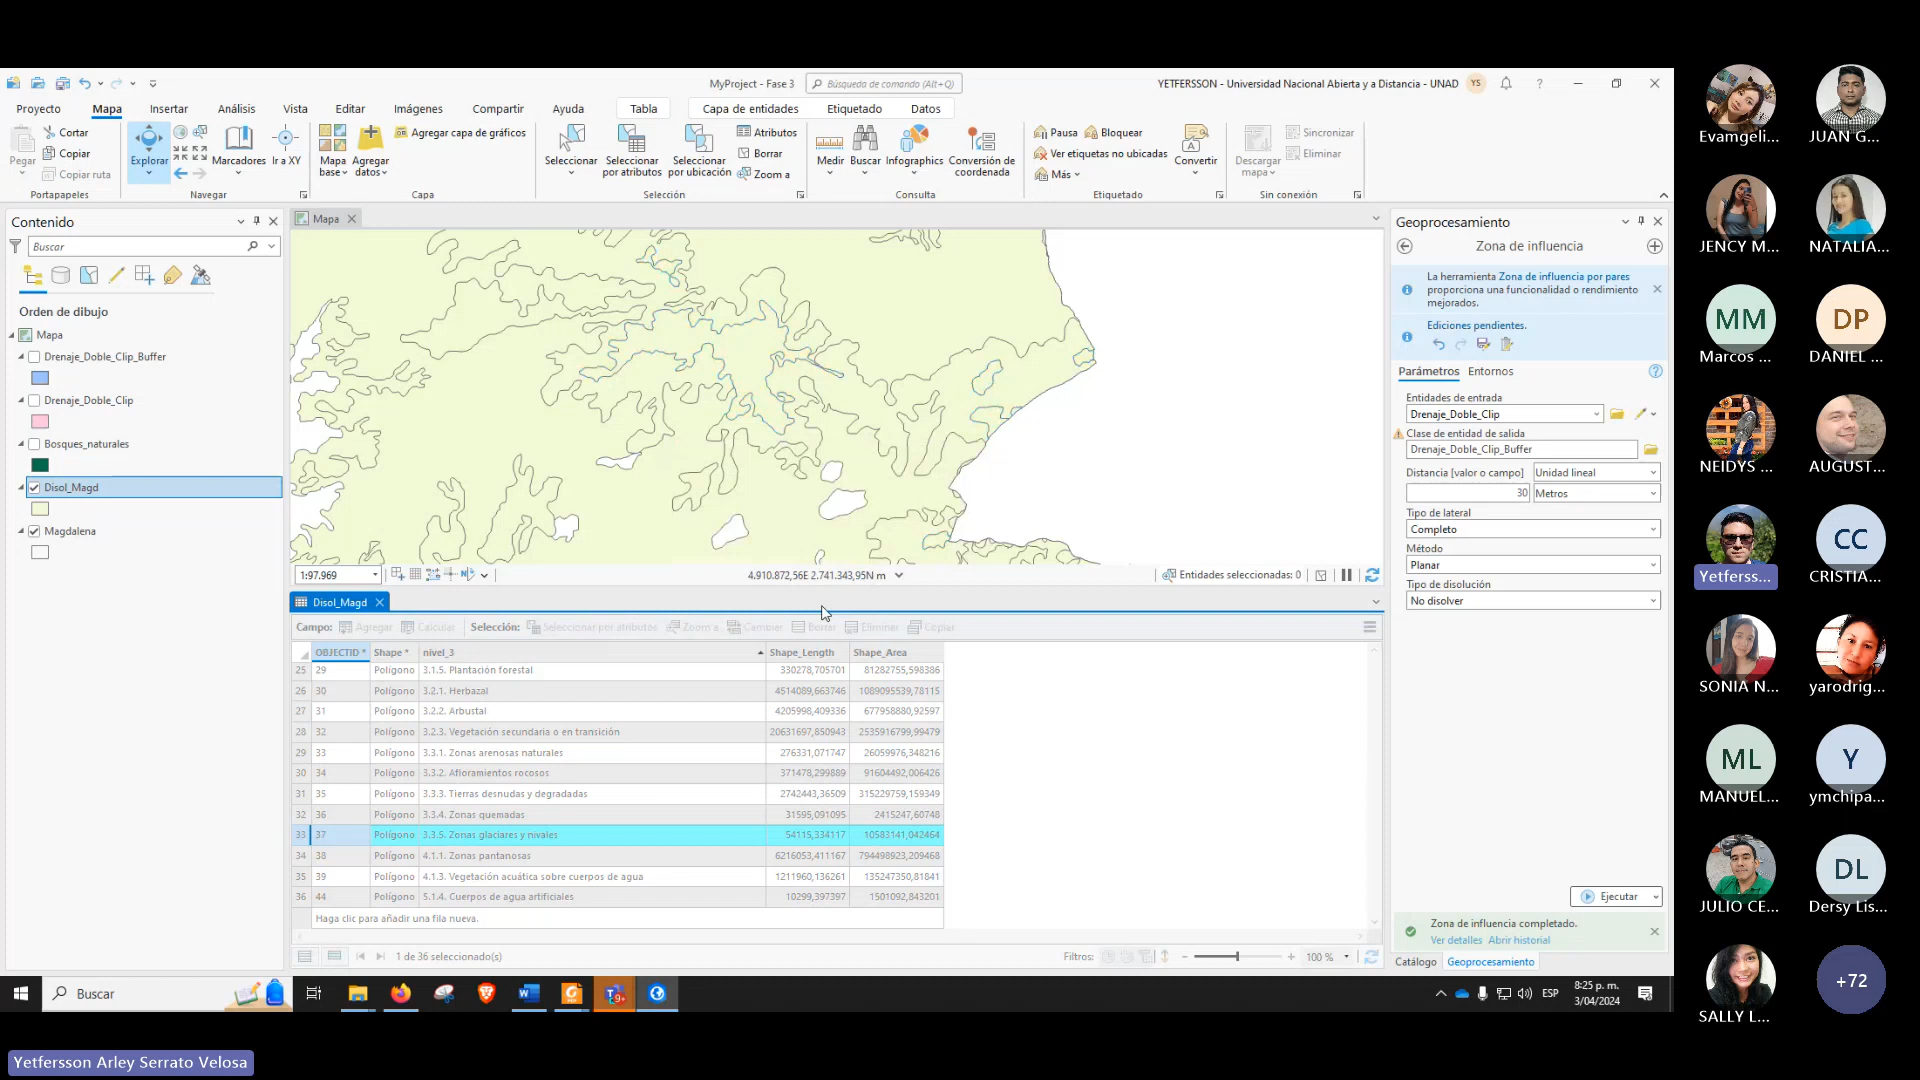 MyProject - Fase 3
Búsqueda de comando (Alt+Q)
YETFERSSON - Universidad Nacional Abierta y a Distancia - UNAD
YS
Proyecto
Mapa
Insertar
Análisis
Vista
Editar
Imágenes
Compartir
Ayuda
Tabla
Capa de entidades
Etiquetado
Datos
Pegar
Cortar
Copiar
Copiar ruta
Portapapeles
Explorar
Marcadores
Ir a XY
Navegar
Mapa base
Agregar datos
Agregar capa de gráficos
Capa
Seleccionar
Seleccionar por atributos
Seleccionar por ubicación
Atributos
Borrar
Zoom a
Selección
Medir
Buscar
Infographics
Conversión de coordenada
Consulta
Pausa
Bloquear
Ver etiquetas no ubicadas
Más
Convertir
Etiquetado
Descargar mapa
Sincronizar
Eliminar
Sin conexión
Contenido
Buscar
Orden de dibujo
Mapa
Drenaje_Doble_Clip_Buffer
Drenaje_Doble_Clip
Bosques_naturales
Disol_Magd
Magdalena
Mapa
1:97.969
4.910.872,56E 2.741.343,95N m
Entidades seleccionadas: 0
Disol_Magd
Campo: Agregar Calcular Selección: Seleccionar por atributos Zoom a Cambiar Borrar Eliminar Copiar
OBJECTID * Shape * nivel_3 Shape_Length Shape_Area
25 29 Polígono 3.1.5. Plantación forestal 330278,705701 81282755,598386
26 30 Polígono 3.2.1. Herbazal 4514089,663746 1089095539,78115
27 31 Polígono 3.2.2. Arbustal 4205998,409336 677958880,92597
28 32 Polígono 3.2.3. Vegetación secundaria o en transición 20631697,850943 2535916799,99479
29 33 Polígono 3.3.1. Zonas arenosas naturales 276331,071747 26059976,348216
30 34 Polígono 3.3.2. Afloramientos rocosos 371478,299889 91604492,006426
31 35 Polígono 3.3.3. Tierras desnudas y degradadas 2742443,36509 315229759,159349
32 36 Polígono 3.3.4. Zonas quemadas 31595,091095 2415247,60748
33 37 Polígono 3.3.5. Zonas glaciares y nivales 54115,334117 10583141,042464
34 38 Polígono 4.1.1. Zonas pantanosas 6216053,411167 794498923,209468
35 39 Polígono 4.1.3. Vegetación acuática sobre cuerpos de agua 1211960,136261 135247350,81841
36 44 Polígono 5.1.4. Cuerpos de agua artificiales 10299,397397 1501092,843201
Haga clic para añadir una fila nueva.
1 de 36 seleccionado(s)
Filtros:
100 %
Geoprocesamiento
Zona de influencia
La herramienta Zona de influencia por pares
proporciona una funcionalidad o rendimiento
mejorados.
Ediciones pendientes.
Parámetros
Entornos
Entidades de entrada
Drenaje_Doble_Clip
Clase de entidad de salida
Drenaje_Doble_Clip_Buffer
Distancia [valor o campo]
Unidad lineal
30
Metros
Tipo de lateral
Completo
Método
Planar
Tipo de disolución
No disolver
Ejecutar
Zona de influencia completado.
Ver detalles Abrir historial
Catálogo
Geoprocesamiento
Buscar
9+
ESP
8:25 p. m.
3/04/2024
Evamgeli...
JUAN G...
JENCY M...
NATALIA...
MM
Marcos ...
DP
DANIEL ...
NEIDYS ...
AUGUST...
Yetferss...
CC
CRISTIA...
SONIA N...
yarodrig...
ML
MANUEL...
Y
ymchipa...
JULIO CE...
DL
Dersy Lis...
SALLY L...
+72
Yetfersson Arley Serrato Velosa